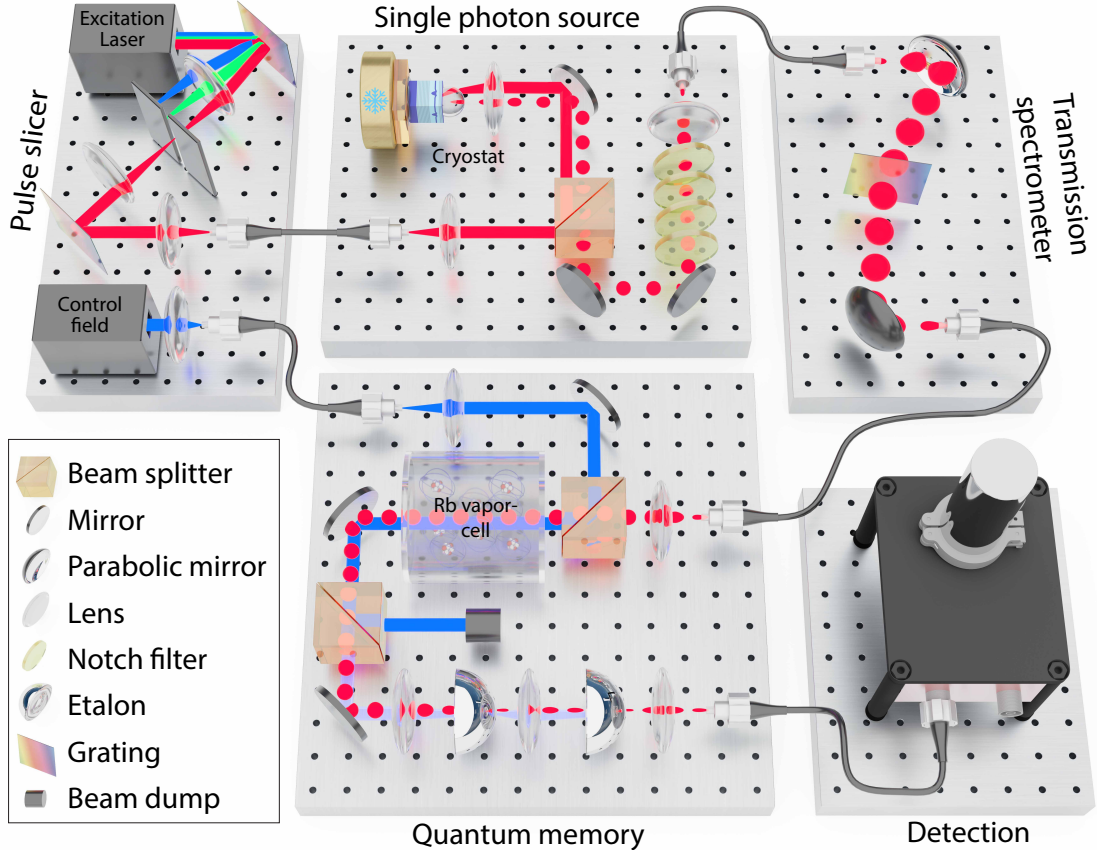 Excitation
Laser
Pulse slicer
Control
field
Single photon source
Cryostat
Transmission
spectrometer
Rb vapor-
cell
Quantum memory
Detection
Beam splitter
Mirror
Parabolic mirror
Lens
Notch filter
Etalon
Grating
Beam dump